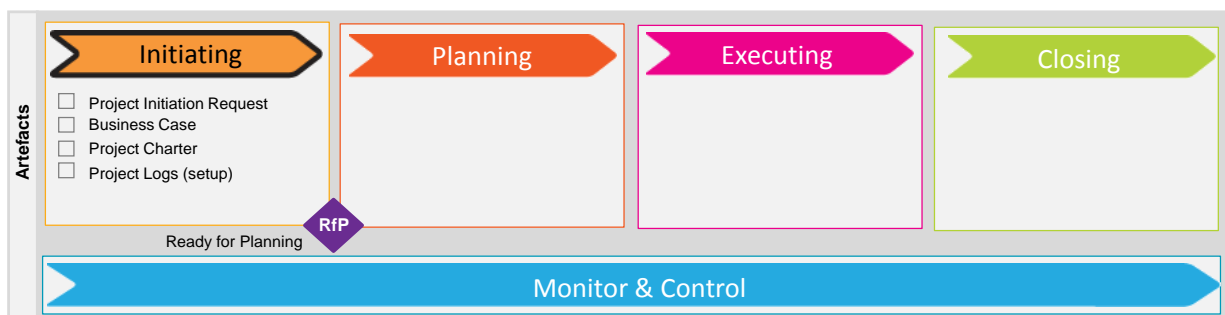 Artefacts
Initiating
Planning
Executing
Closing
Project Initiation Request
Business Case
Project Charter
Project Logs (setup)
RfP
Ready for Planning
Monitor & Control